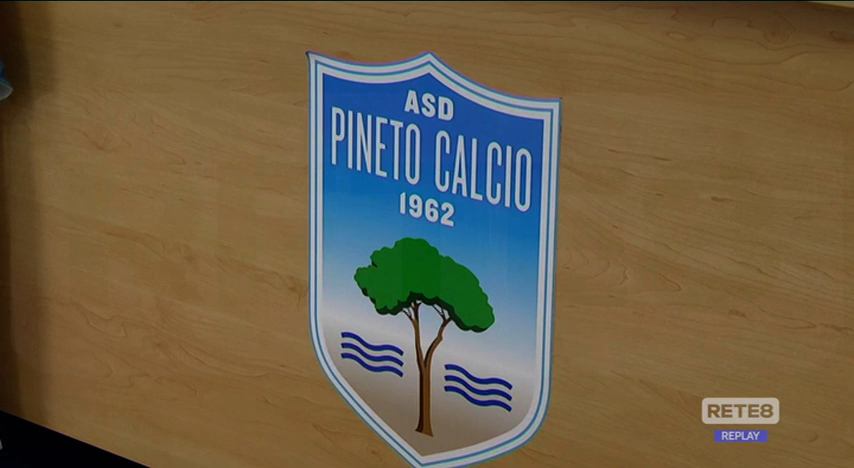 ASD
PINETO CALCIO
1962
RETE8
REPLAY